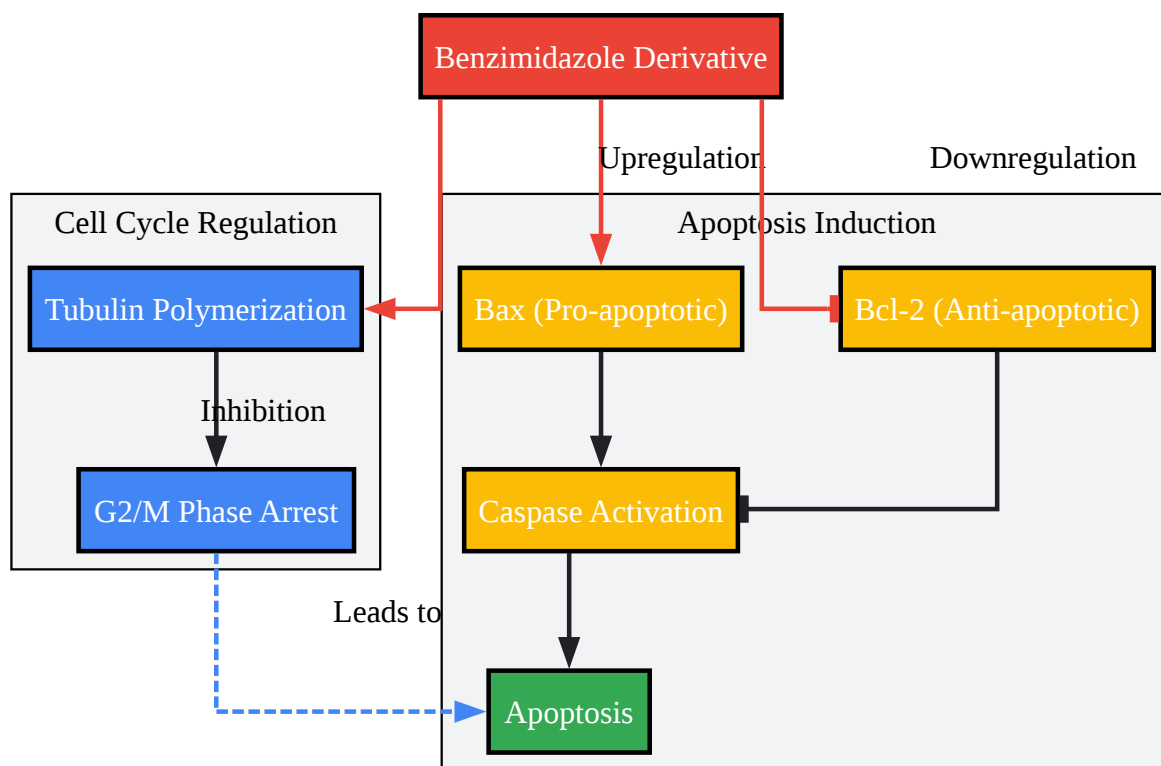 Benzimidazole Derivative
Upregulation
Downregulation
Cell Cycle Regulation
Apoptosis Induction
Tubulin Polymerization
Bax (Pro-apoptotic)
Bcl-2 (Anti-apoptotic)
Inhibition
G2/M Phase Arrest
Caspase Activation
Leads to
Apoptosis